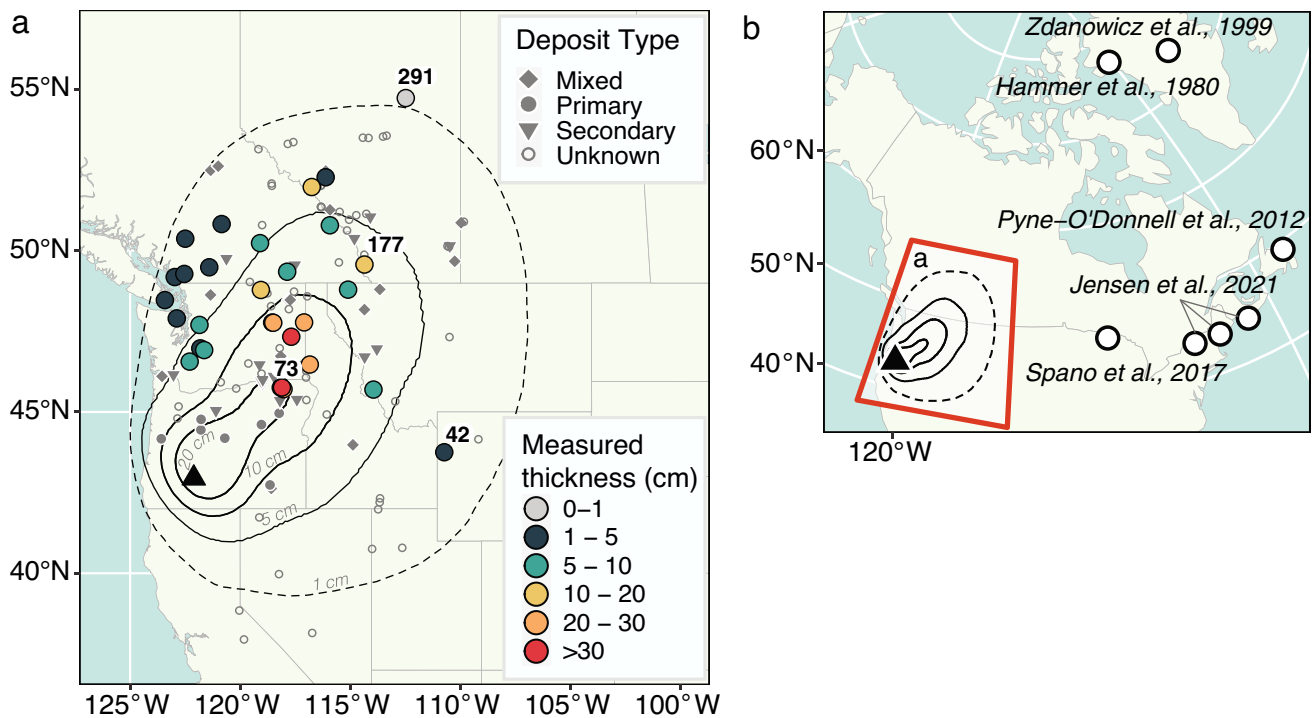 a
Deposit Type
Mixed
Primary
Secondary
Unknown
291
177
73
42
20 cm
10 cm
5 cm
1 cm
Measured
thickness (cm)
0–1
1 – 5
5 – 10
10 – 20
20 – 30
>30
55°N
50°N
45°N
40°N
125°W
120°W
115°W
110°W
105°W
100°W
b
Zdanowicz et al., 1999
Hammer et al., 1980
Pyne–O'Donnell et al., 2012
a
Jensen et al., 2021
Spano et al., 2017
60°N
50°N
40°N
120°W